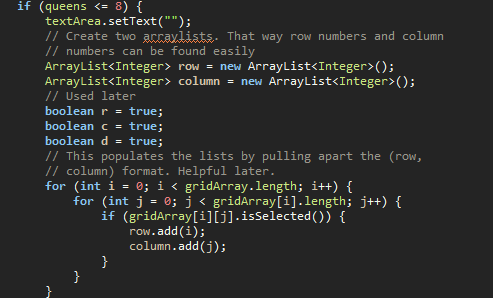 if (queens <= 8) {
textArea.setText("");
// Create two arraylists. That way row numbers and column
// numbers can be found easily
ArrayList<Integer> row = new ArrayList<Integer>();
ArrayList<Integer> column = new ArrayList<Integer>();
// Used later
boolean r = true;
boolean c = true;
boolean d = true;
// This populates the lists by pulling apart the (row,
// column) format. Helpful later.
for (int i = 0; i < gridArray.length; i++) {
for (int j = 0; j < gridArray[i].length; j++) {
if (gridArray[i][j].isSelected()) {
row.add(i);
column.add(j);
}
}
}